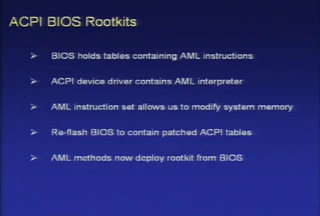 ACPI BIOS Rootkits
BIOS holds tables containing AML instructions
ACPI device driver contains AML interpreter
AML instruction set allows us to modify system memory
Re-flash BIOS to contain patched ACPI tables
AML methods now deploy rootkit from BIOS